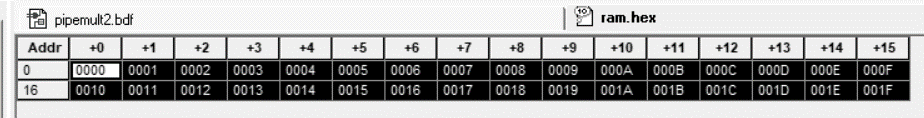 pipemult2.bdf ram.hex
Addr +0 +1 +2 +3 +4 +5 +6 +7 +8 +9 +10 +11 +12 +13 +14 +15
0 0000 0001 0002 0003 0004 0005 0006 0007 0008 0009 000A 000B 000C 000D 000E 000F
16 0010 0011 0012 0013 0014 0015 0016 0017 0018 0019 001A 001B 001C 001D 001E 001F